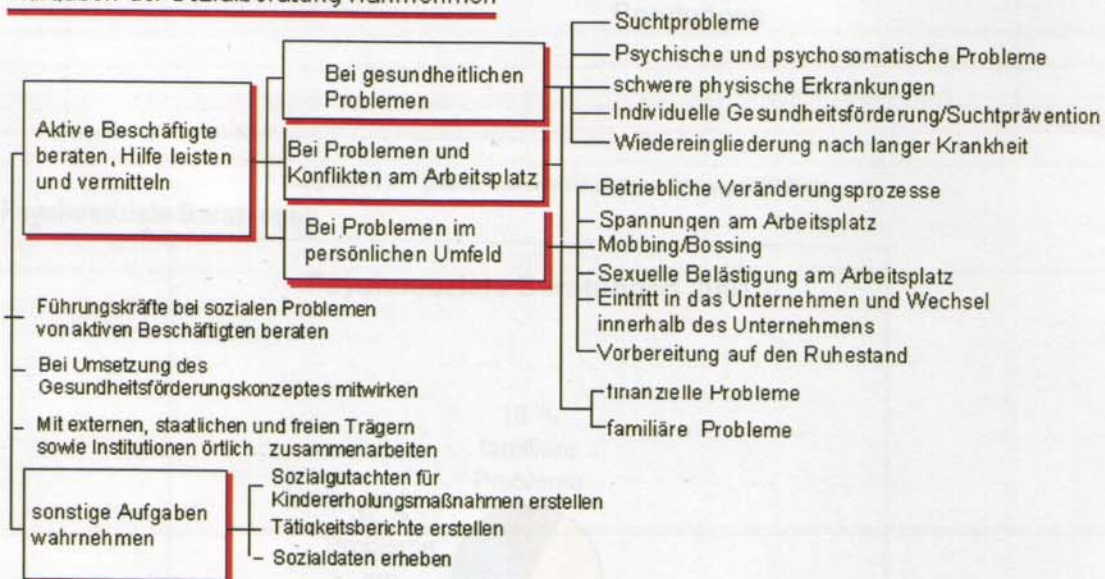 Bei gesundheitlichen
Problemen
Suchtprobleme
Psychische und psychosomatische Probleme
schwere physische Erkrankungen
Individuelle Gesundheitsförderung/Suchtprävention
Wiedereingliederung nach langer Krankheit
Aktive Beschäftigte
beraten, Hilfe leisten
und vermitteln
Bei Problemen und
Konflikten am Arbeitsplatz
Betriebliche Veränderungsprozesse
Spannungen am Arbeitsplatz
Mobbing/Bossing
Sexuelle Belästigung am Arbeitsplatz
Eintritt in das Unternehmen und Wechsel
innerhalb des Unternehmens
Vorbereitung auf den Ruhestand
Bei Problemen im
persönlichen Umfeld
finanzielle Probleme
familiäre Probleme
Führungskräfte bei sozialen Problemen
von aktiven Beschäftigten beraten
Bei Umsetzung des
Gesundheitsförderungskonzeptes mitwirken
Mit externen, staatlichen und freien Trägern
sowie Institutionen örtlich zusammenarbeiten
sonstige Aufgaben
wahrnehmen
Sozialgutachten für
Kindererholungsmaßnahmen erstellen
Tätigkeitsberichte erstellen
Sozialdaten erheben